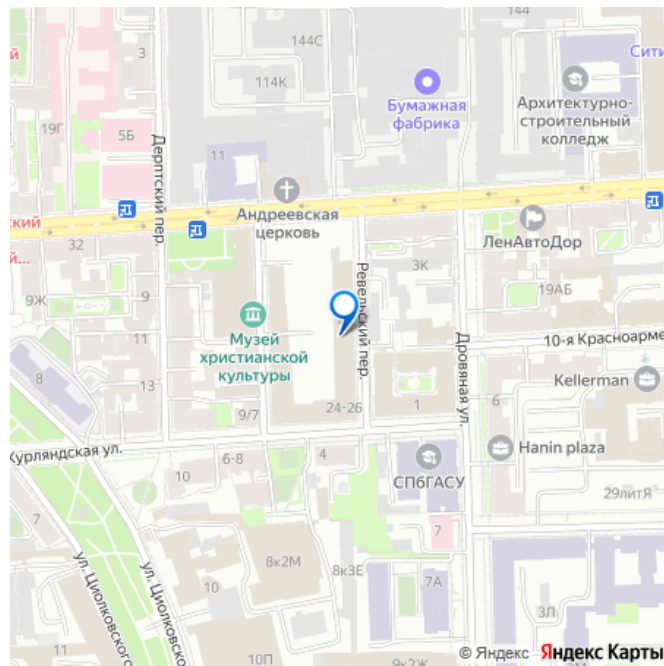 144С
144
Сити
114К
Бумажная
фабрика
Архитектурно-
строительный
колледж
3
19Г
5Б
11
Дерптский пер.
Андреевская
церковь
ский
й...
32
ЛенАвтоДор
3К
Ревельский пер.
19АБ
9Ж
9
Музей
христианской
культуры
Дровяная ул.
10-я Красноарме
11
8
13
Kellerman
24-26
9/7
1
6
Курляндская ул.
Hanin plaza
6-8
4
10
СПбГАСУ
29литЯ
7
7
8к2М
8к3Е
ул. Циолковского
ул. Циолковского
10
7А
11
3Л
10П
9к2Ж
© Яндекс Яндекс Карты